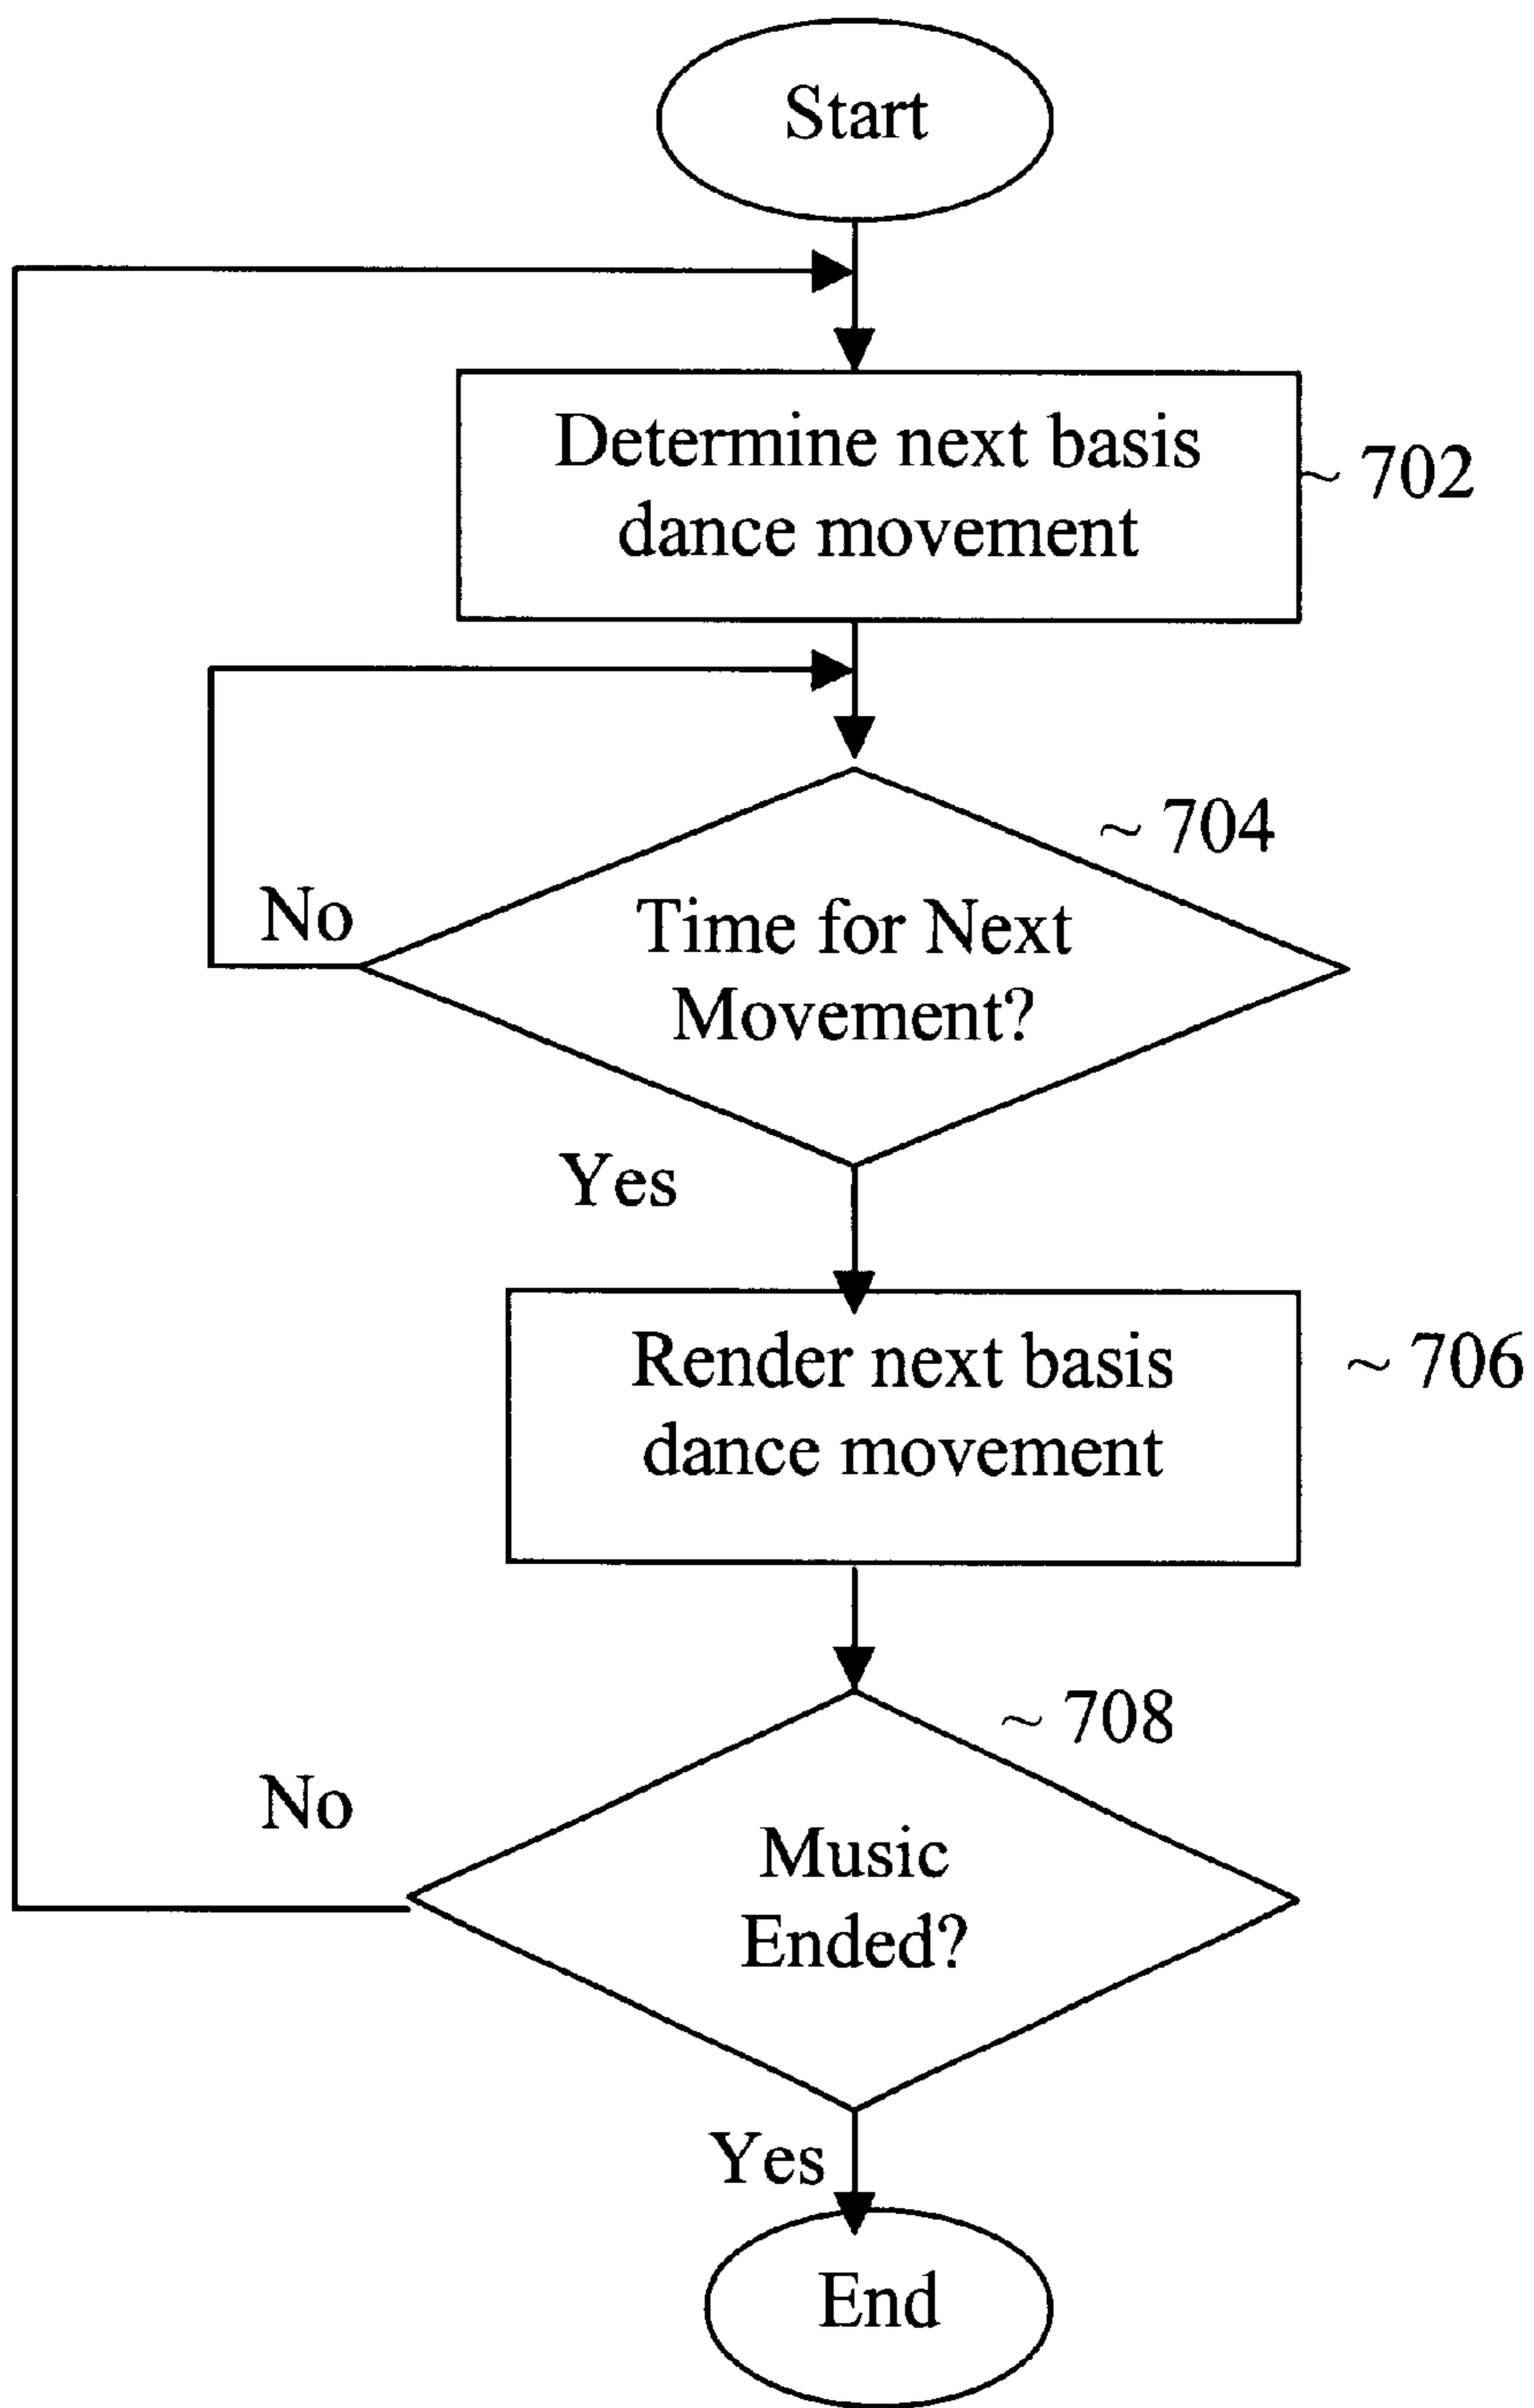 Start
Determine next basis
dance movement
~ 702
~ 704
No
Time for Next
Movement?
Yes
Render next basis
dance movement
~ 706
~ 708
No
Music
Ended?
Yes
End